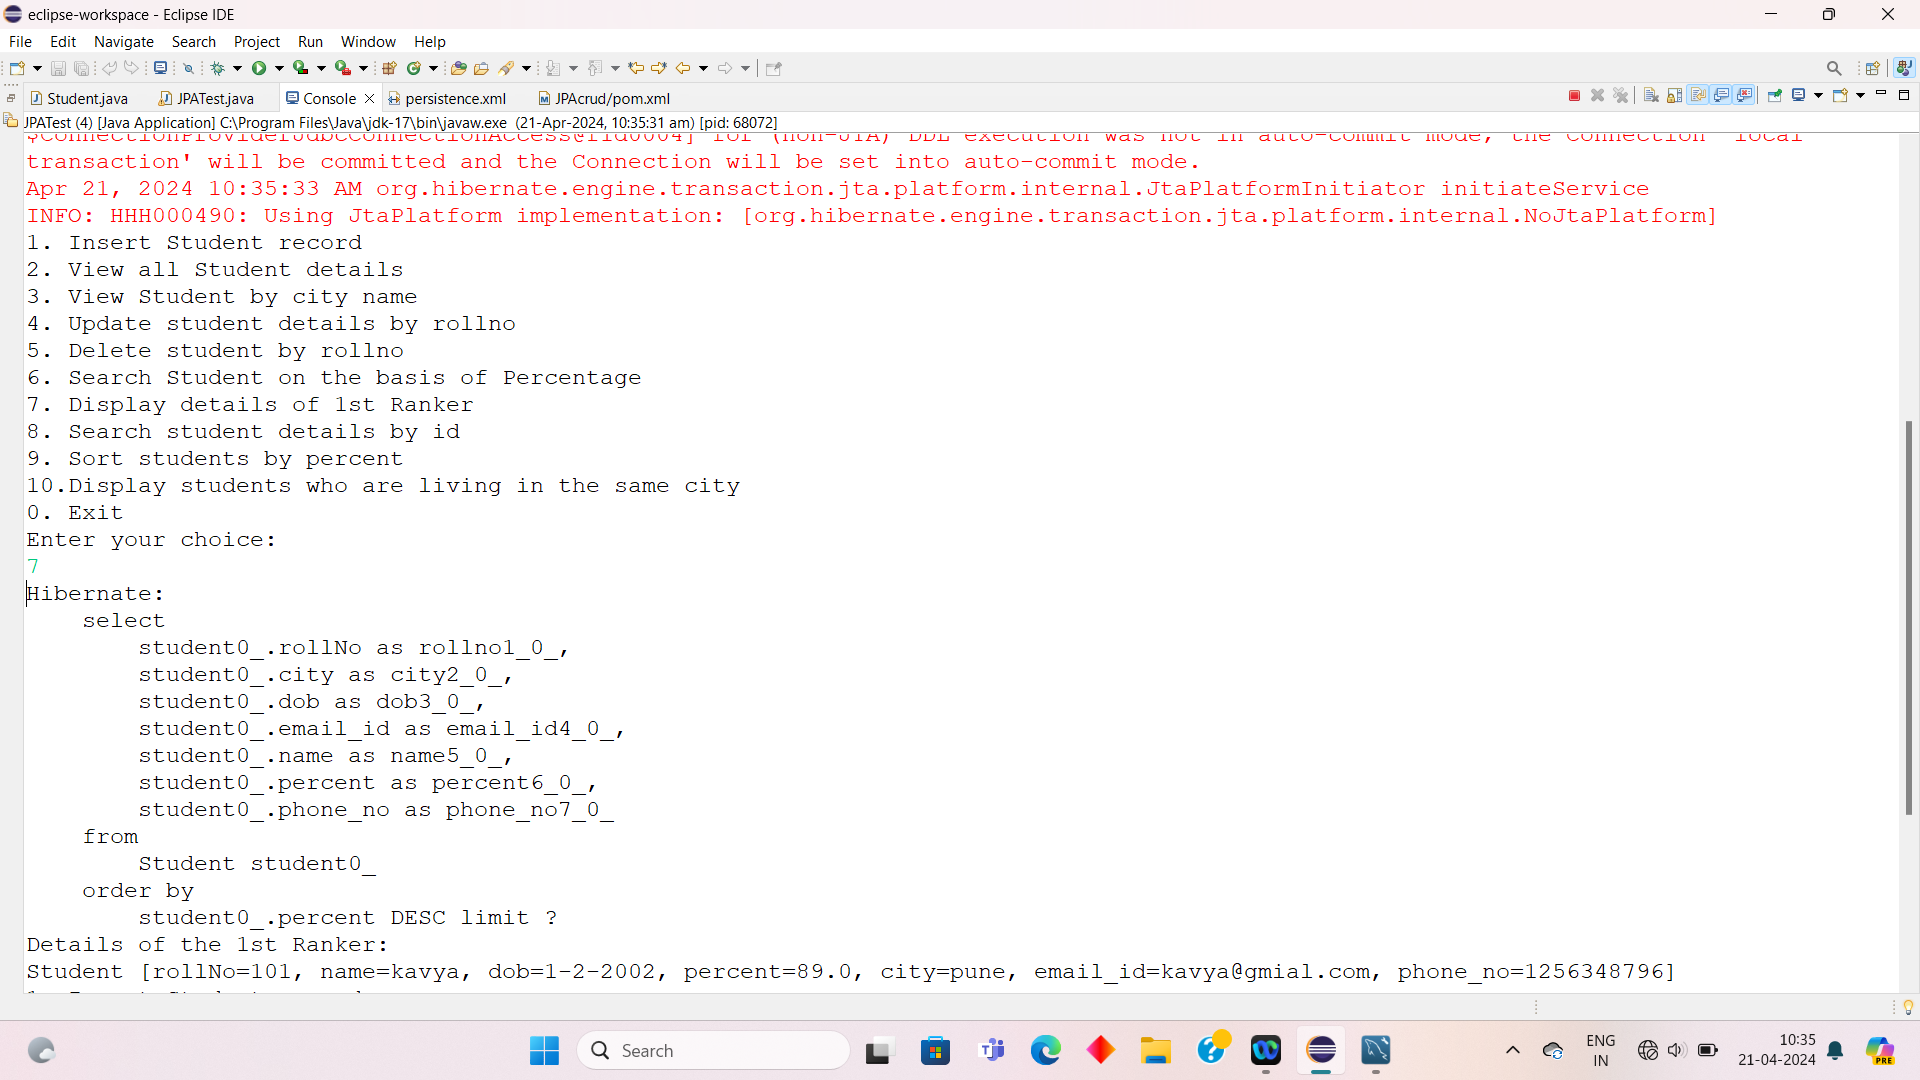 eclipse-workspace - Eclipse IDE
File Edit Navigate Search Project Run Window Help
Student.java JPATest.java Console persistence.xml JPAcrud/pom.xml
JPATest (4) [Java Application] C:\Program Files\Java\jdk-17\bin\javaw.exe (21-Apr-2024, 10:35:31 am) [pid: 68072]
$ConnectionProviderJdbcConnectionAccess@ for (non-JTA) DDL execution was not in auto-commit mode; the Connection 'local
transaction' will be committed and the Connection will be set into auto-commit mode.
Apr 21, 2024 10:35:33 AM org.hibernate.engine.transaction.jta.platform.internal.JtaPlatformInitiator initiateService
INFO: HHH000490: Using JtaPlatform implementation: [org.hibernate.engine.transaction.jta.platform.internal.NoJtaPlatform]
1. Insert Student record
2. View all Student details
3. View Student by city name
4. Update student details by rollno
5. Delete student by rollno
6. Search Student on the basis of Percentage
7. Display details of 1st Ranker
8. Search student details by id
9. Sort students by percent
10.Display students who are living in the same city
0. Exit
Enter your choice:
7
Hibernate:
select
student0_.rollNo as rollno1_0_,
student0_.city as city2_0_,
student0_.dob as dob3_0_,
student0_.email_id as email_id4_0_,
student0_.name as name5_0_,
student0_.percent as percent6_0_,
student0_.phone_no as phone_no7_0_
from
Student student0_
order by
student0_.percent DESC limit ?
Details of the 1st Ranker:
Student [rollNo=101, name=kavya, dob=1-2-2002, percent=89.0, city=pune, email_id=kavya@gmial.com, phone_no=1256348796]
Search
ENG
IN
10:35
21-04-2024
PRE